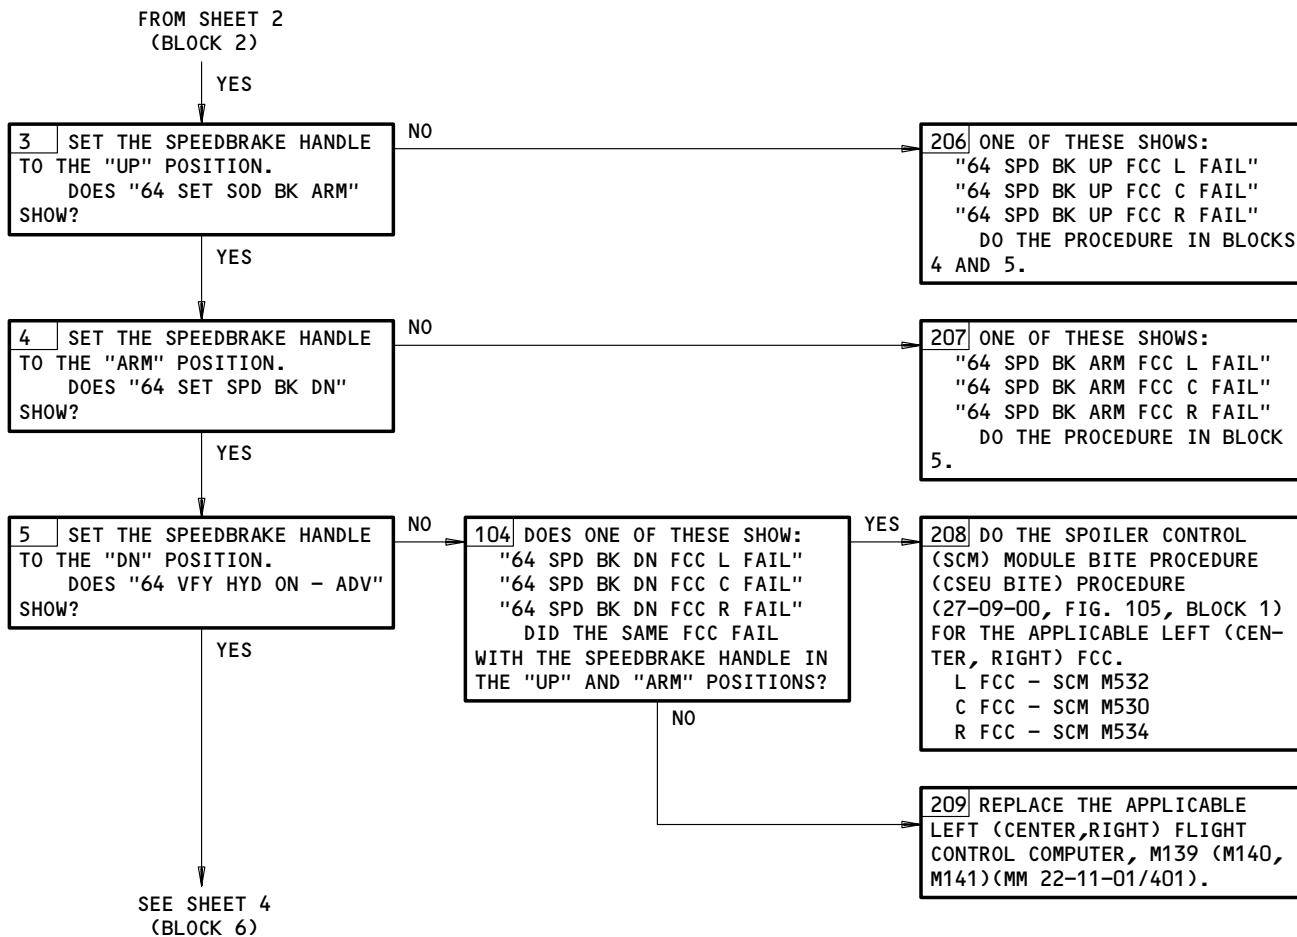 FROM SHEET 2
(BLOCK 2)
YES
3 SET THE SPEEDBRAKE HANDLE
TO THE "UP" POSITION.
DOES "64 SET SOD BK ARM"
SHOW?
NO
206 ONE OF THESE SHOWS:
"64 SPD BK UP FCC L FAIL"
"64 SPD BK UP FCC C FAIL"
"64 SPD BK UP FCC R FAIL"
DO THE PROCEDURE IN BLOCKS
4 AND 5.
YES
4 SET THE SPEEDBRAKE HANDLE
TO THE "ARM" POSITION.
DOES "64 SET SPD BK DN"
SHOW?
NO
207 ONE OF THESE SHOWS:
"64 SPD BK ARM FCC L FAIL"
"64 SPD BK ARM FCC C FAIL"
"64 SPD BK ARM FCC R FAIL"
DO THE PROCEDURE IN BLOCK
5.
YES
5 SET THE SPEEDBRAKE HANDLE
TO THE "DN" POSITION.
DOES "64 VFY HYD ON - ADV"
SHOW?
NO
104 DOES ONE OF THESE SHOW:
"64 SPD BK DN FCC L FAIL"
"64 SPD BK DN FCC C FAIL"
"64 SPD BK DN FCC R FAIL"
DID THE SAME FCC FAIL
WITH THE SPEEDBRAKE HANDLE IN
THE "UP" AND "ARM" POSITIONS?
YES
208 DO THE SPOILER CONTROL
(SCM) MODULE BITE PROCEDURE
(CSEU BITE) PROCEDURE
(27-09-00, FIG. 105, BLOCK 1)
FOR THE APPLICABLE LEFT (CEN-
TER, RIGHT) FCC.
L FCC - SCM M532
C FCC - SCM M530
R FCC - SCM M534
YES
NO
209 REPLACE THE APPLICABLE
LEFT (CENTER,RIGHT) FLIGHT
CONTROL COMPUTER, M139 (M140,
M141)(MM 22-11-01/401).
SEE SHEET 4
(BLOCK 6)